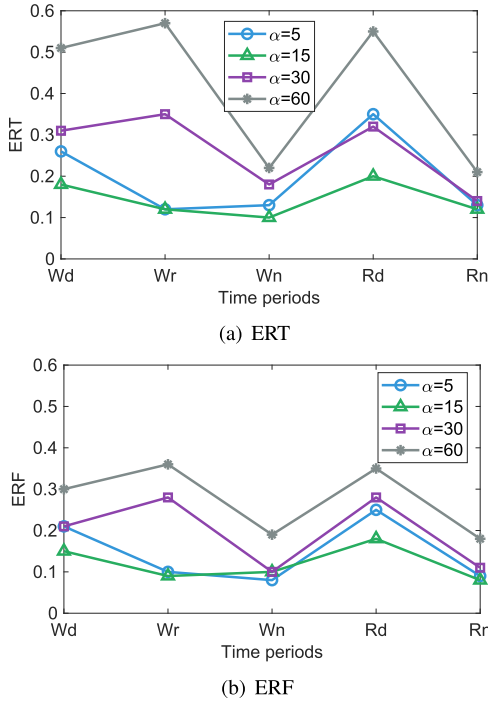 0.6
0.5
0.4
0.3
0.2
0.1
0
ERT
α=5
α=15
α=30
α=60
Wd Wr Wn Rd Rn
Time periods
(a) ERT
0.6
0.5
0.4
0.3
0.2
0.1
0
ERF
α=5
α=15
α=30
α=60
Wd Wr Wn Rd Rn
Time periods
(b) ERF